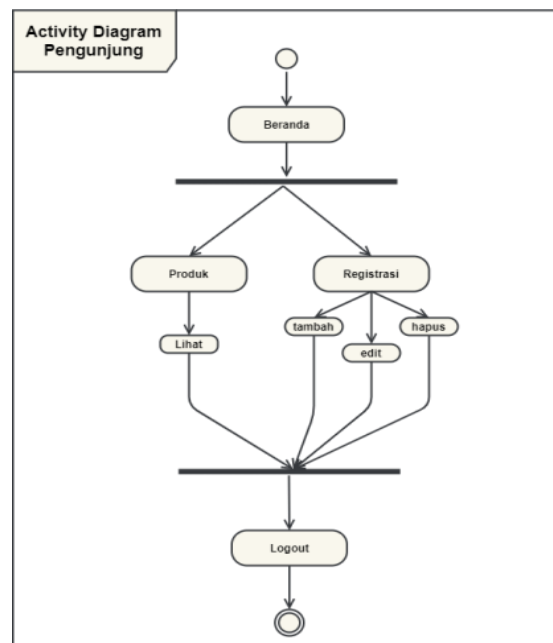 Activity Diagram
Pengunjung
Beranda
Produk
Registrasi
tambah
hapus
Lihat
edit
Logout